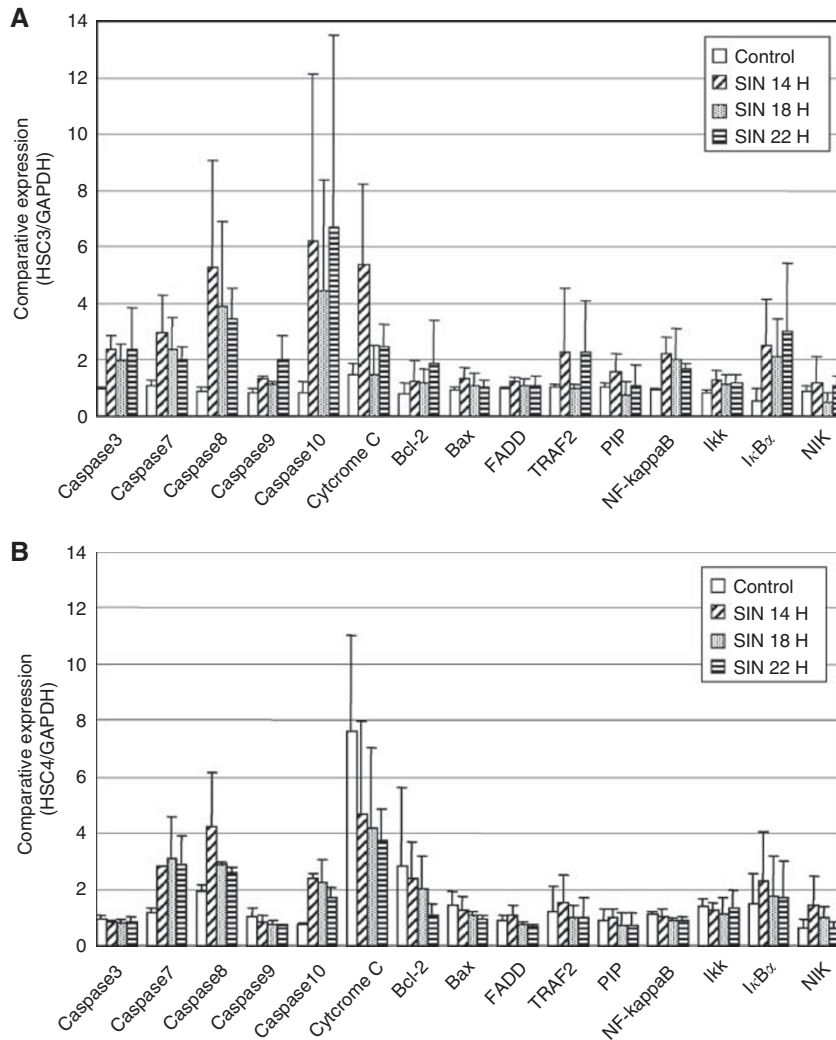 A
Comparative expression
(HSC3/GAPDH)
14
12
10
8
6
4
2
0
Control
SIN 14 H
SIN 18 H
SIN 22 H
Caspase3
Caspase7
Caspase8
Caspase9
Caspase10
Cytcrome C
Bcl-2
Bax
FADD
TRAF2
PIP
NF-kappaB
Ikk
IκBα
NIK
B
Comparative expression
(HSC4/GAPDH)
14
12
10
8
6
4
2
0
Control
SIN 14 H
SIN 18 H
SIN 22 H
Caspase3
Caspase7
Caspase8
Caspase9
Caspase10
Cytcrome C
Bcl-2
Bax
FADD
TRAF2
PIP
NF-kappaB
Ikk
IκBα
NIK